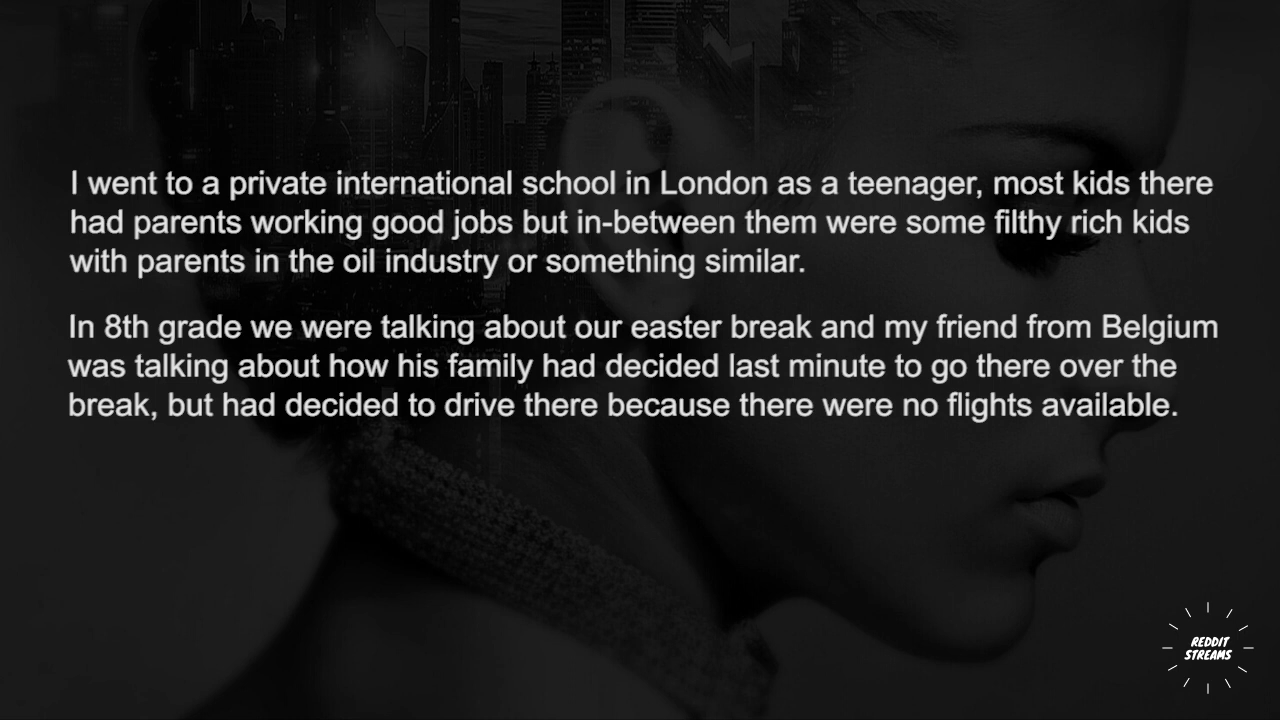 I went to a private international school in London as a teenager, most kids there
had parents working good jobs but in-between them were some filthy rich kids
with parents in the oil industry or something similar.
In 8th grade we were talking about our easter break and my friend from Belgium
was talking about how his family had decided last minute to go there over the
break, but had decided to drive there because there were no flights available.
REDDIT
STREAMS